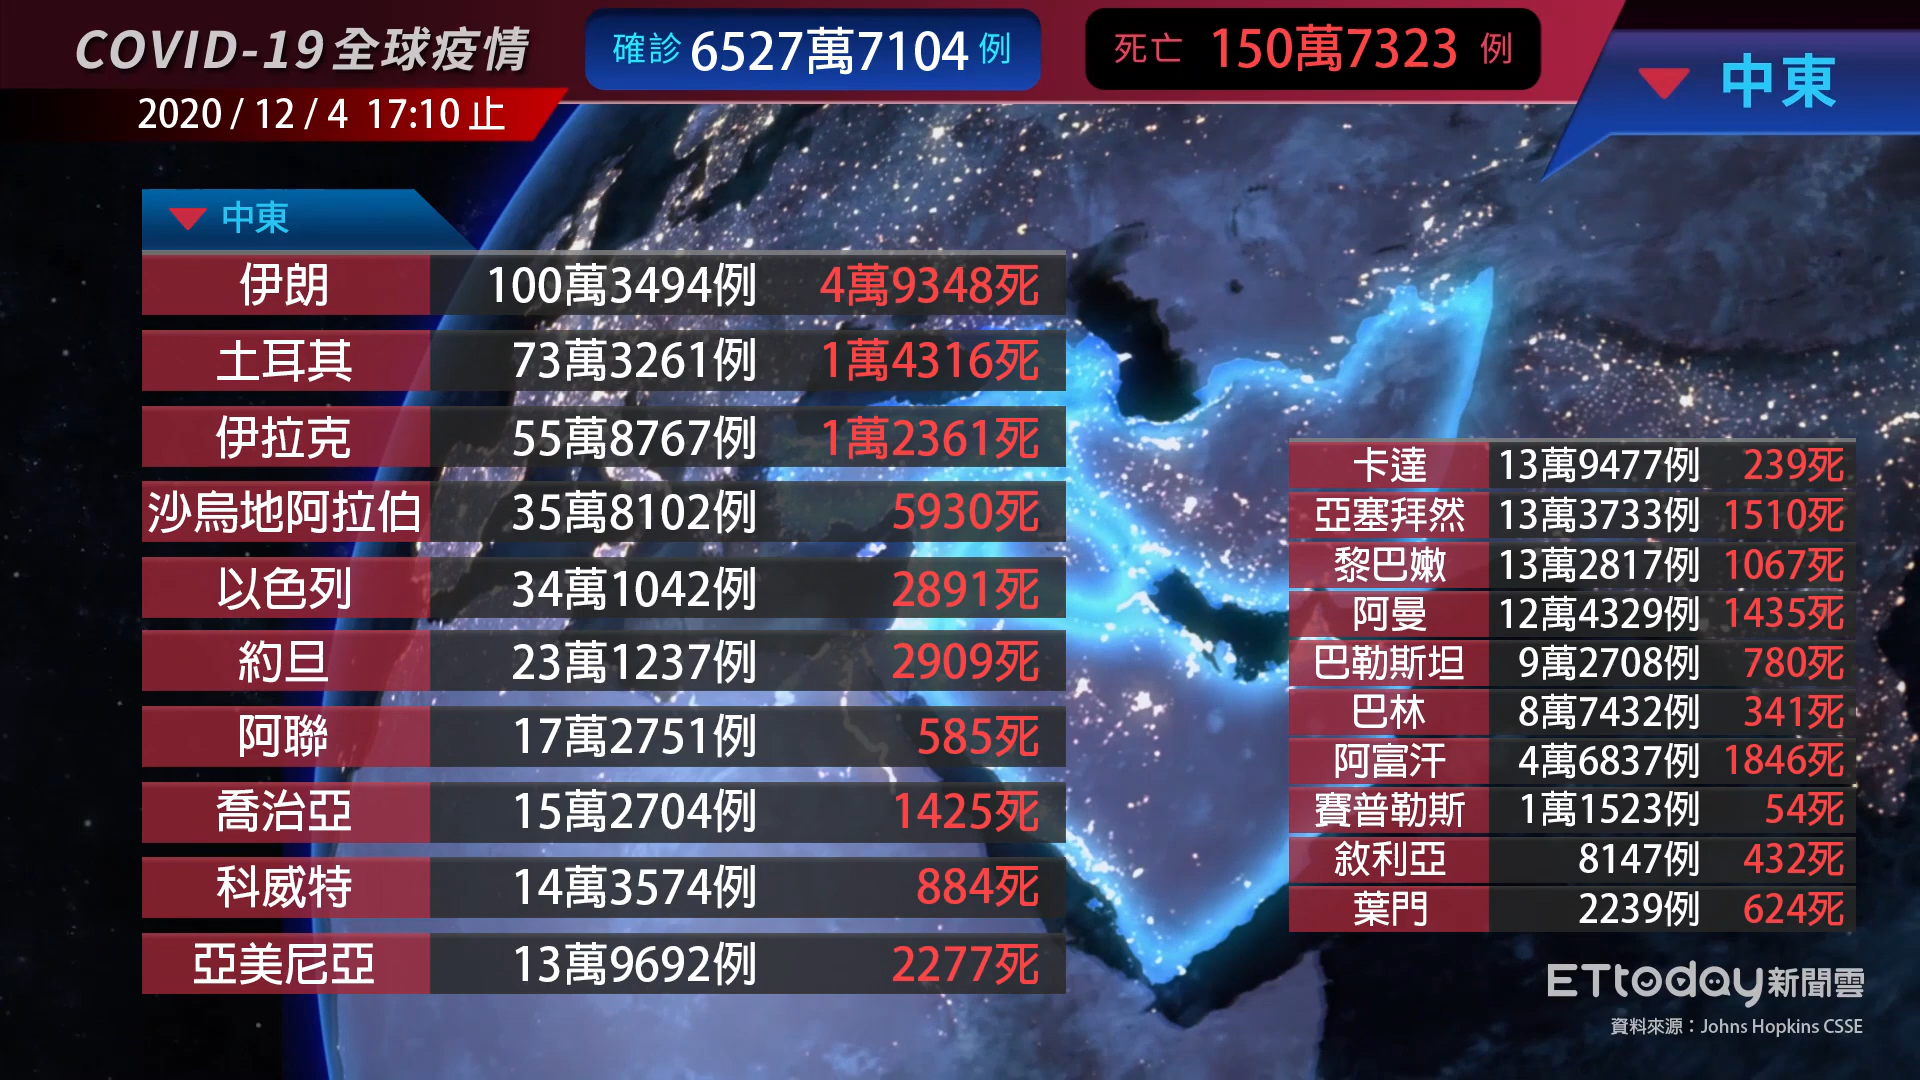 COVID-19全球疫情
確診 6527萬7104 例
死亡 150萬7323 例
中東
2020 / 12 / 4 17:10 止
中東
伊朗 100萬3494例 4萬9348死
土耳其 73萬3261例 1萬4316死
伊拉克 55萬8767例 1萬2361死
沙烏地阿拉伯 35萬8102例 5930死
以色列 34萬1042例 2891死
約旦 23萬1237例 2909死
阿聯 17萬2751例 585死
喬治亞 15萬2704例 1425死
科威特 14萬3574例 884死
亞美尼亞 13萬9692例 2277死
卡達 13萬9477例 239死
亞塞拜然 13萬3733例 1510死
黎巴嫩 13萬2817例 1067死
阿曼 12萬4329例 1435死
巴勒斯坦 9萬2708例 780死
巴林 8萬7432例 341死
阿富汗 4萬6837例 1846死
賽普勒斯 1萬1523例 54死
敘利亞 8147例 432死
葉門 2239例 624死
ETtoday新聞雲
資料來源：Johns Hopkins CSSE